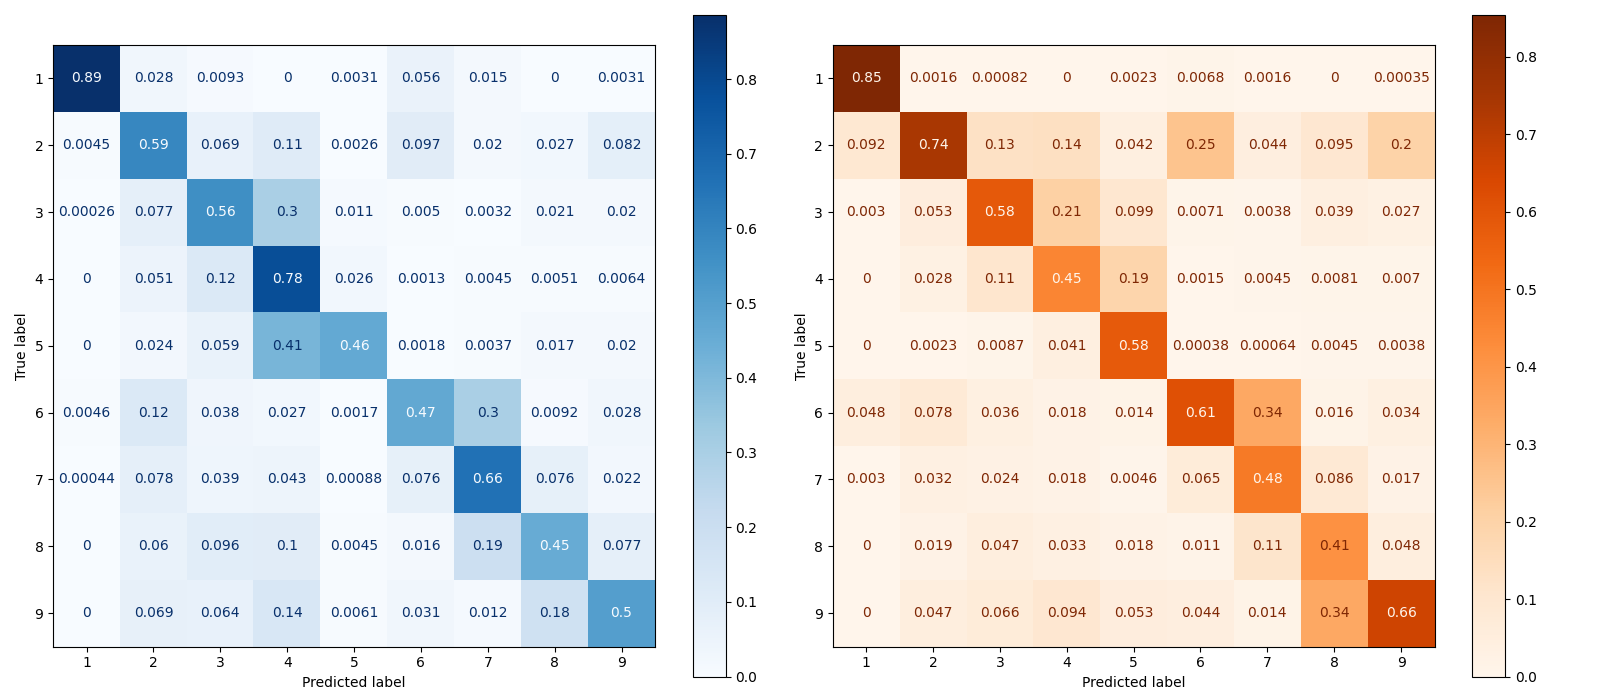 1 0.89 0.028 0.0093 0 0.0031 0.056 0.015 0 0.0031
2 0.0045 0.59 0.069 0.11 0.0026 0.097 0.02 0.027 0.082
3 0.00026 0.077 0.56 0.3 0.011 0.005 0.0032 0.021 0.02
4 0 0.051 0.12 0.78 0.026 0.0013 0.0045 0.0051 0.0064
5 0 0.024 0.059 0.41 0.46 0.0018 0.0037 0.017 0.02
6 0.0046 0.12 0.038 0.027 0.0017 0.47 0.3 0.0092 0.028
7 0.00044 0.078 0.039 0.043 0.00088 0.076 0.66 0.076 0.022
8 0 0.06 0.096 0.1 0.0045 0.016 0.19 0.45 0.077
9 0 0.069 0.064 0.14 0.0061 0.031 0.012 0.18 0.5
1 2 3 4 5 6 7 8 9
Predicted label
True label
0.8
0.7
0.6
0.5
0.4
0.3
0.2
0.1
0.0
1 0.85 0.0016 0.00082 0 0.0023 0.0068 0.0016 0 0.00035
2 0.092 0.74 0.13 0.14 0.042 0.25 0.044 0.095 0.2
3 0.003 0.053 0.58 0.21 0.099 0.0071 0.0038 0.039 0.027
4 0 0.028 0.11 0.45 0.19 0.0015 0.0045 0.0081 0.007
5 0 0.0023 0.0087 0.041 0.58 0.00038 0.00064 0.0045 0.0038
6 0.048 0.078 0.036 0.018 0.014 0.61 0.34 0.016 0.034
7 0.003 0.032 0.024 0.018 0.0046 0.065 0.48 0.086 0.017
8 0 0.019 0.047 0.033 0.018 0.011 0.11 0.41 0.048
9 0 0.047 0.066 0.094 0.053 0.044 0.014 0.34 0.66
1 2 3 4 5 6 7 8 9
Predicted label
True label
0.8
0.7
0.6
0.5
0.4
0.3
0.2
0.1
0.0